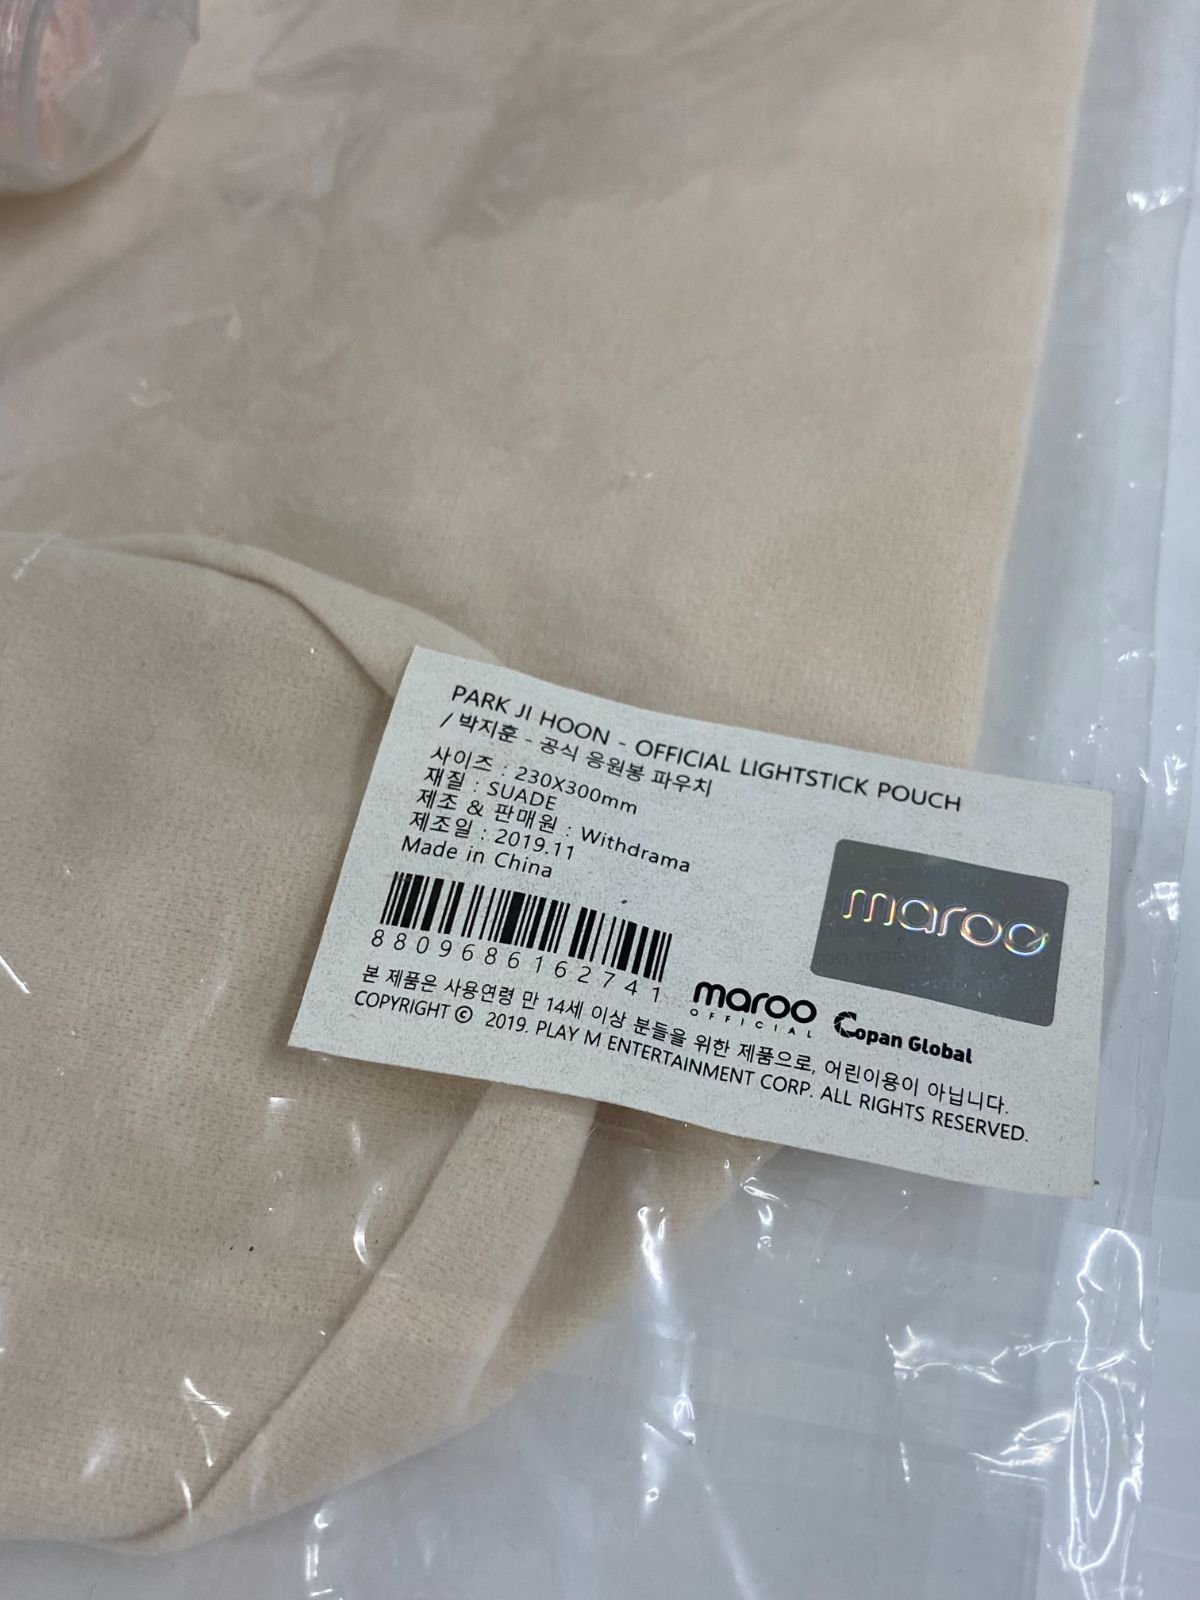 PARK JI HOON - OFFICIAL LIGHTSTICK POUCH
/ 박지훈 - 공식 응원봉 파우치
사이즈 : 230X300mm
재질 : SUADE
제조 & 판매원 : Withdrama
제조일 : 2019.11
Made in China
8809686162741
maroo
maroo
OFFICIAL
Copan Global
본 제품은 사용연령 만 14세 이상 분들을 위한 제품으로, 어린이용이 아닙니다.
COPYRIGHT © 2019. PLAY M ENTERTAINMENT CORP. ALL RIGHTS RESERVED.